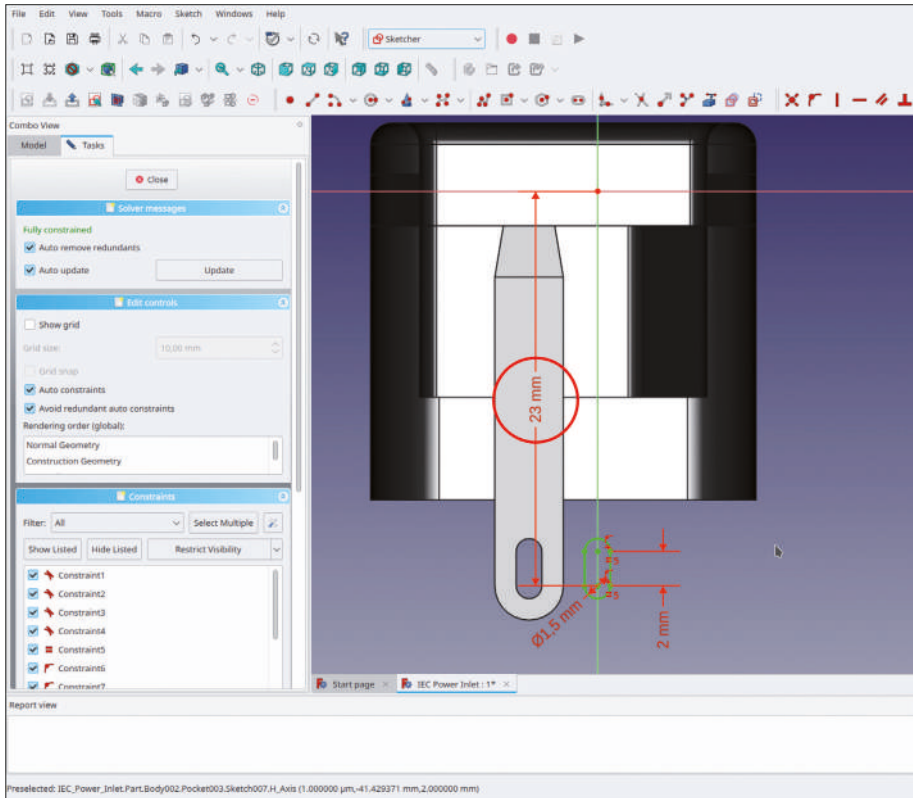 File Edit View Tools Macro Sketch Windows Help
Sketcher
Combo View
Model Tasks
Close
Solver messages
Fully constrained
Auto remove redundants
Auto update Update
Edit controls
Show grid
Grid size: 10,00 mm
Grid snap
Auto constraints
Avoid redundant auto constraints
Rendering order (global):
Normal Geometry
Construction Geometry
Constraints
Filter: All Select Multiple
Show Listed Hide Listed Restrict Visibility
Constraint1
Constraint2
Constraint3
Constraint4
Constraint5
Constraint6
Constraint7
23 mm
5
5
Ø1,5 mm
2 mm
Start page IEC Power Inlet : 1*
Report view
Preselected: IEC_Power_Inlet.Part.Body002.Pocket003.Sketch007.H_Axis (1.000000 µm,-41.429371 mm,2.000000 mm)